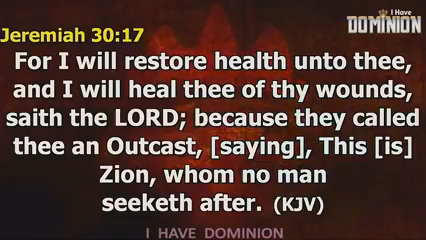 I Have
DOMINION
Jeremiah 30:17
For I will restore health unto thee,
and I will heal thee of thy wounds,
saith the LORD; because they called
thee an Outcast, [saying], This [is]
Zion, whom no man
seeketh after. (KJV)
I HAVE DOMINION